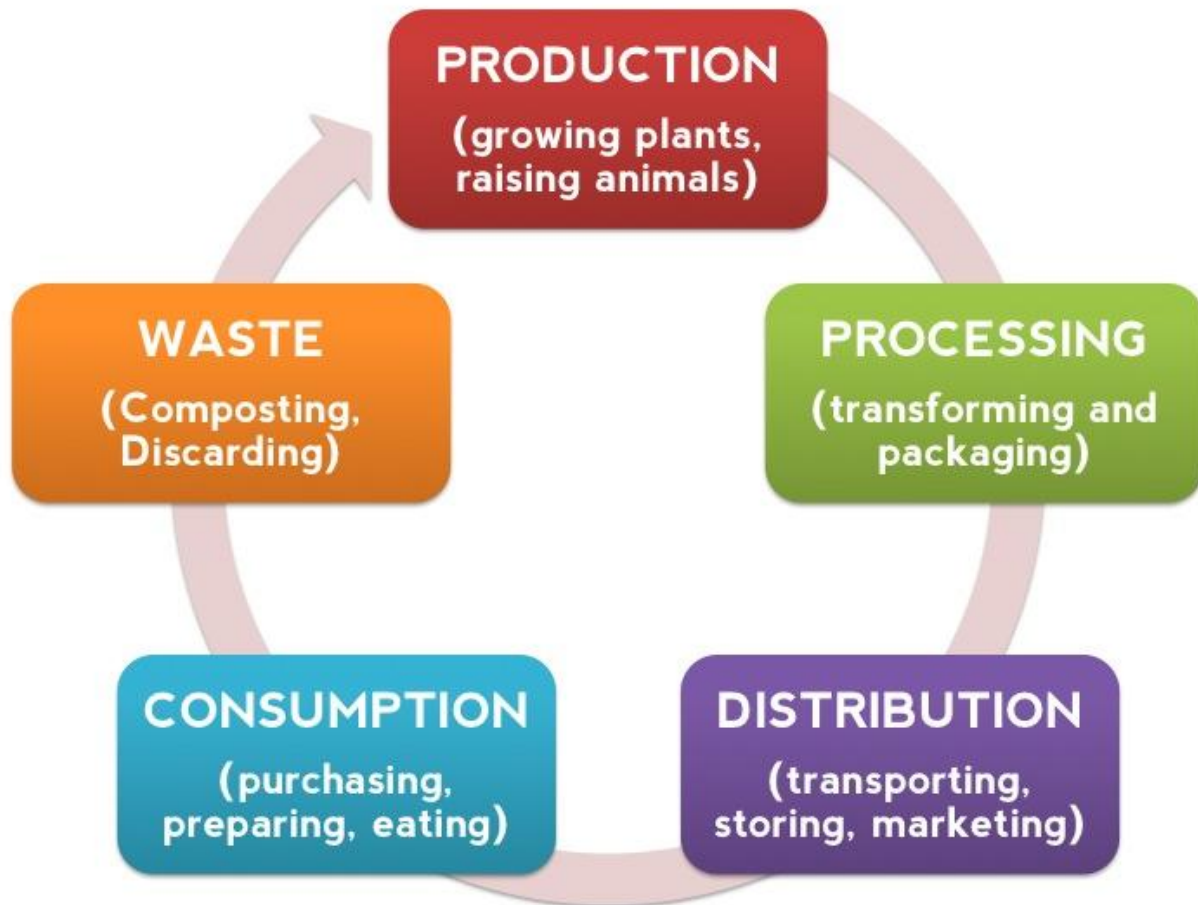 PRODUCTION
(growing plants,
raising animals)
PROCESSING
(transforming and
packaging)
DISTRIBUTION
(transporting,
storing, marketing)
CONSUMPTION
(purchasing,
preparing, eating)
WASTE
(Composting,
Discarding)